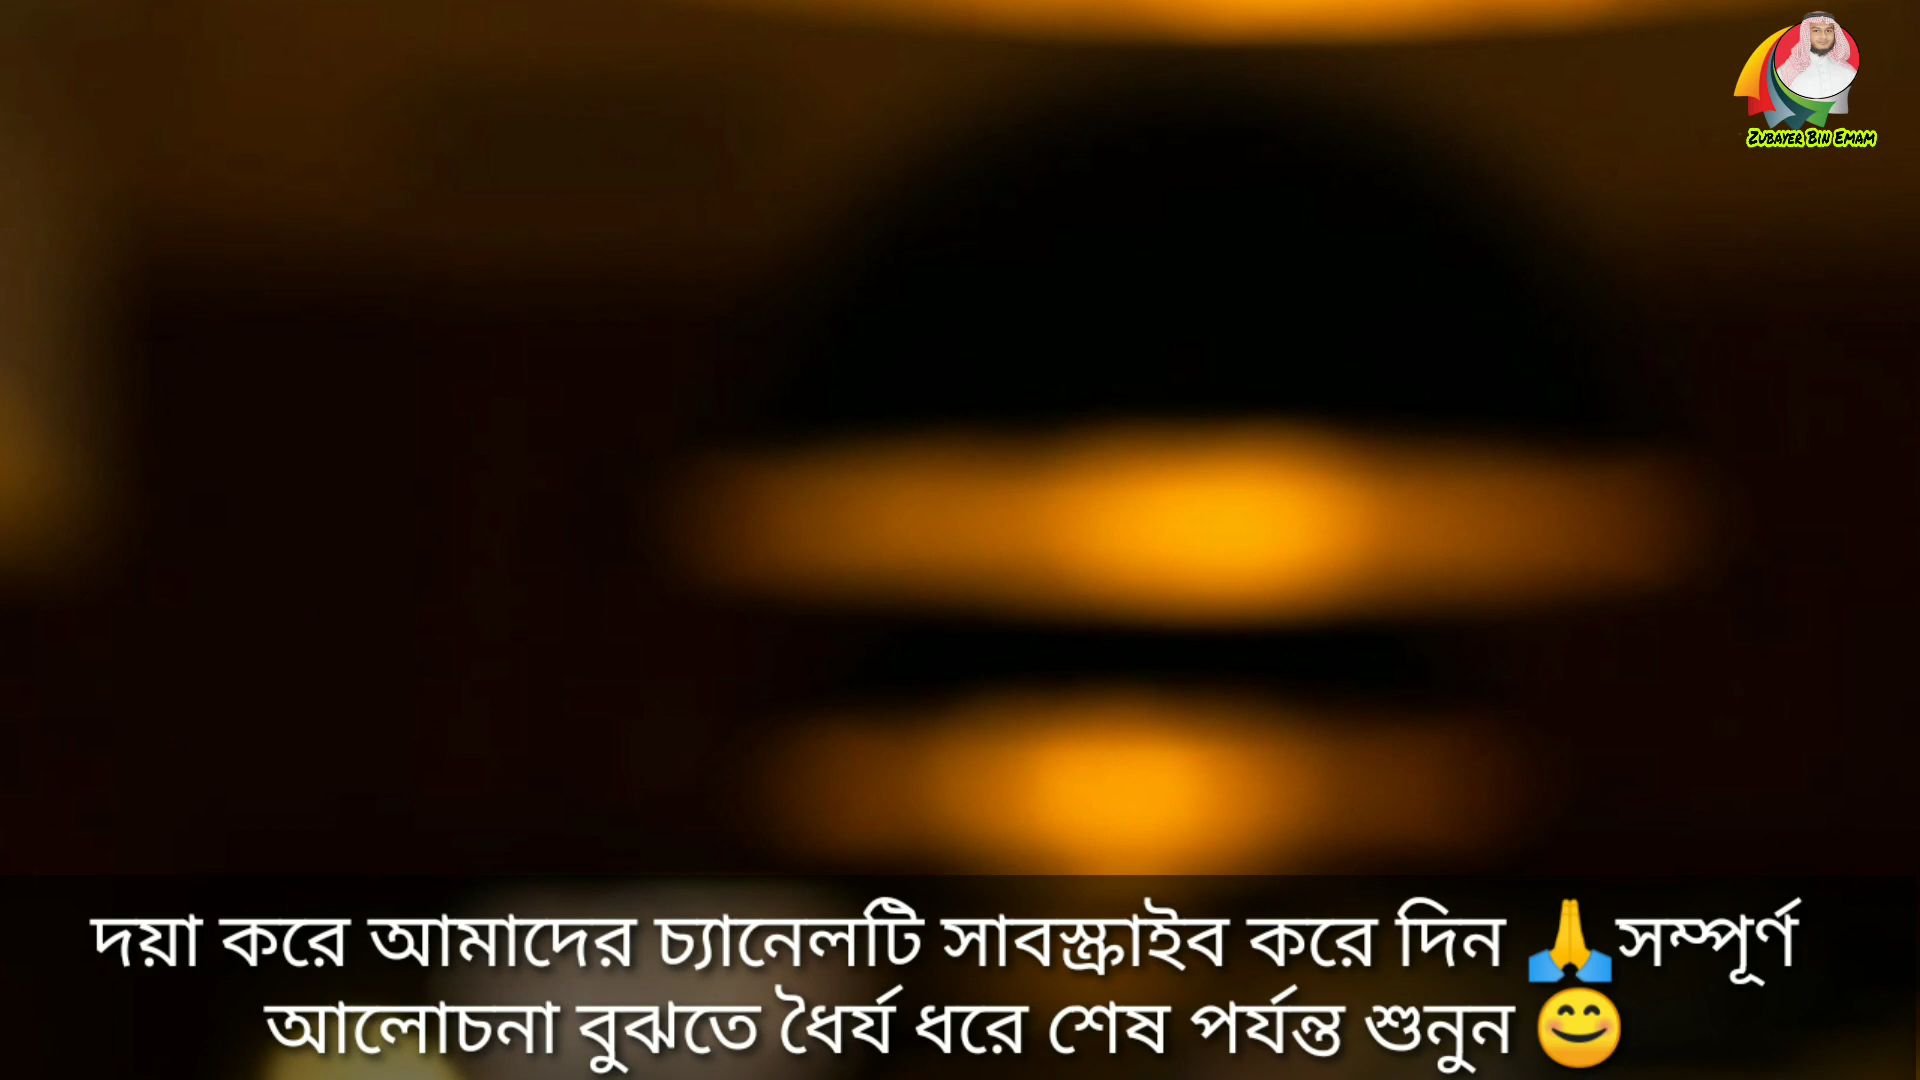 Zubayer Bin Emam
দয়া করে আমাদের চ্যানেলটি সাবস্ক্রাইব করে দিন 🙏সম্পূর্ণ
আলোচনা বুঝতে ধৈর্য ধরে শেষ পর্যন্ত শুনুন 😊